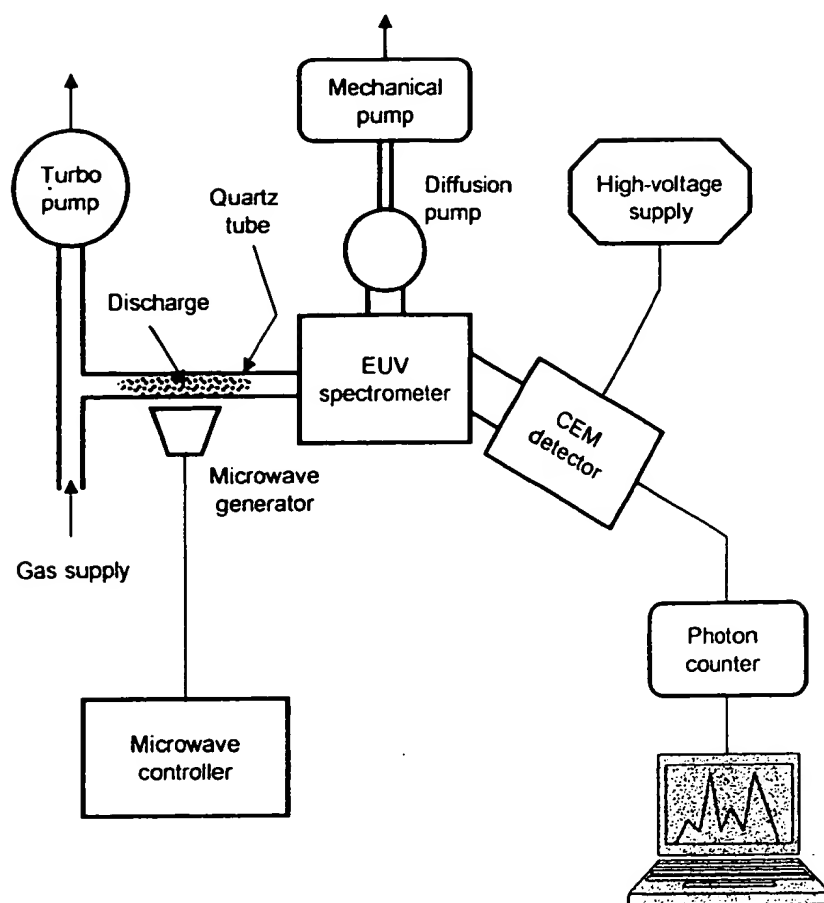 Mechanical
pump
Turbo
pump
Diffusion
pump
High-voltage
supply
Quartz
tube
Discharge
EUV
spectrometer
CEM
detector
Microwave
generator
Gas supply
Photon
counter
Microwave
controller